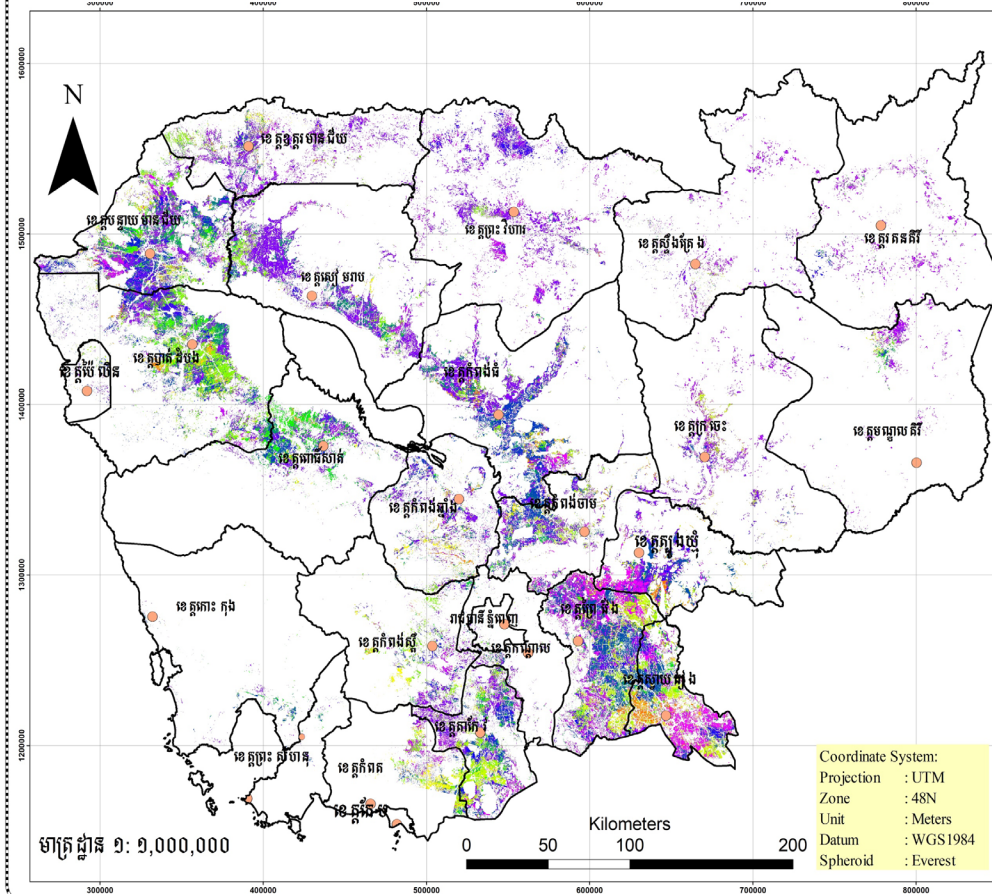 300000 400000 500000 600000 700000 800000
1600000
N
ខេត្តឧត្តរមានជ័យ
ខេត្តបន្ទាយមានជ័យ
1500000 1500000
ខេត្តព្រះវិហារ
ខេត្តស្ទឹងត្រែង
ខេត្តរតនគិរី
ខេត្តសៀមរាប
ខេត្តបាត់ដំបង
ខេត្តប៉ៃលិន
ខេត្តកំពង់ធំ
1400000 1400000
ខេត្តក្រចេះ
ខេត្តមណ្ឌលគិរី
ខេត្តពោធិ៍សាត់
ខេត្តកំពង់ឆ្នាំង
ខេត្តកំពង់ចាម
ខេត្តត្បូងឃ្មុំ
1300000 1300000
ខេត្តកោះកុង
ខេត្តព្រៃវែង
រាជធានីភ្នំពេញ
ខេត្តកំពង់ស្ពឺ
ខេត្តកណ្តាល
ខេត្តស្វាយរៀង
ខេត្តតាកែវ
1200000 1200000
ខេត្តព្រះសីហនុ
ខេត្តកំពត
ខេត្តកែប
មាត្រដ្ឋាន ១: ១,០០០,០០០
Kilometers
0 50 100 200
Coordinate System:
Projection : UTM
Zone : 48N
Unit : Meters
Datum : WGS1984
Spheroid : Everest
300000 400000 500000 600000 700000 800000